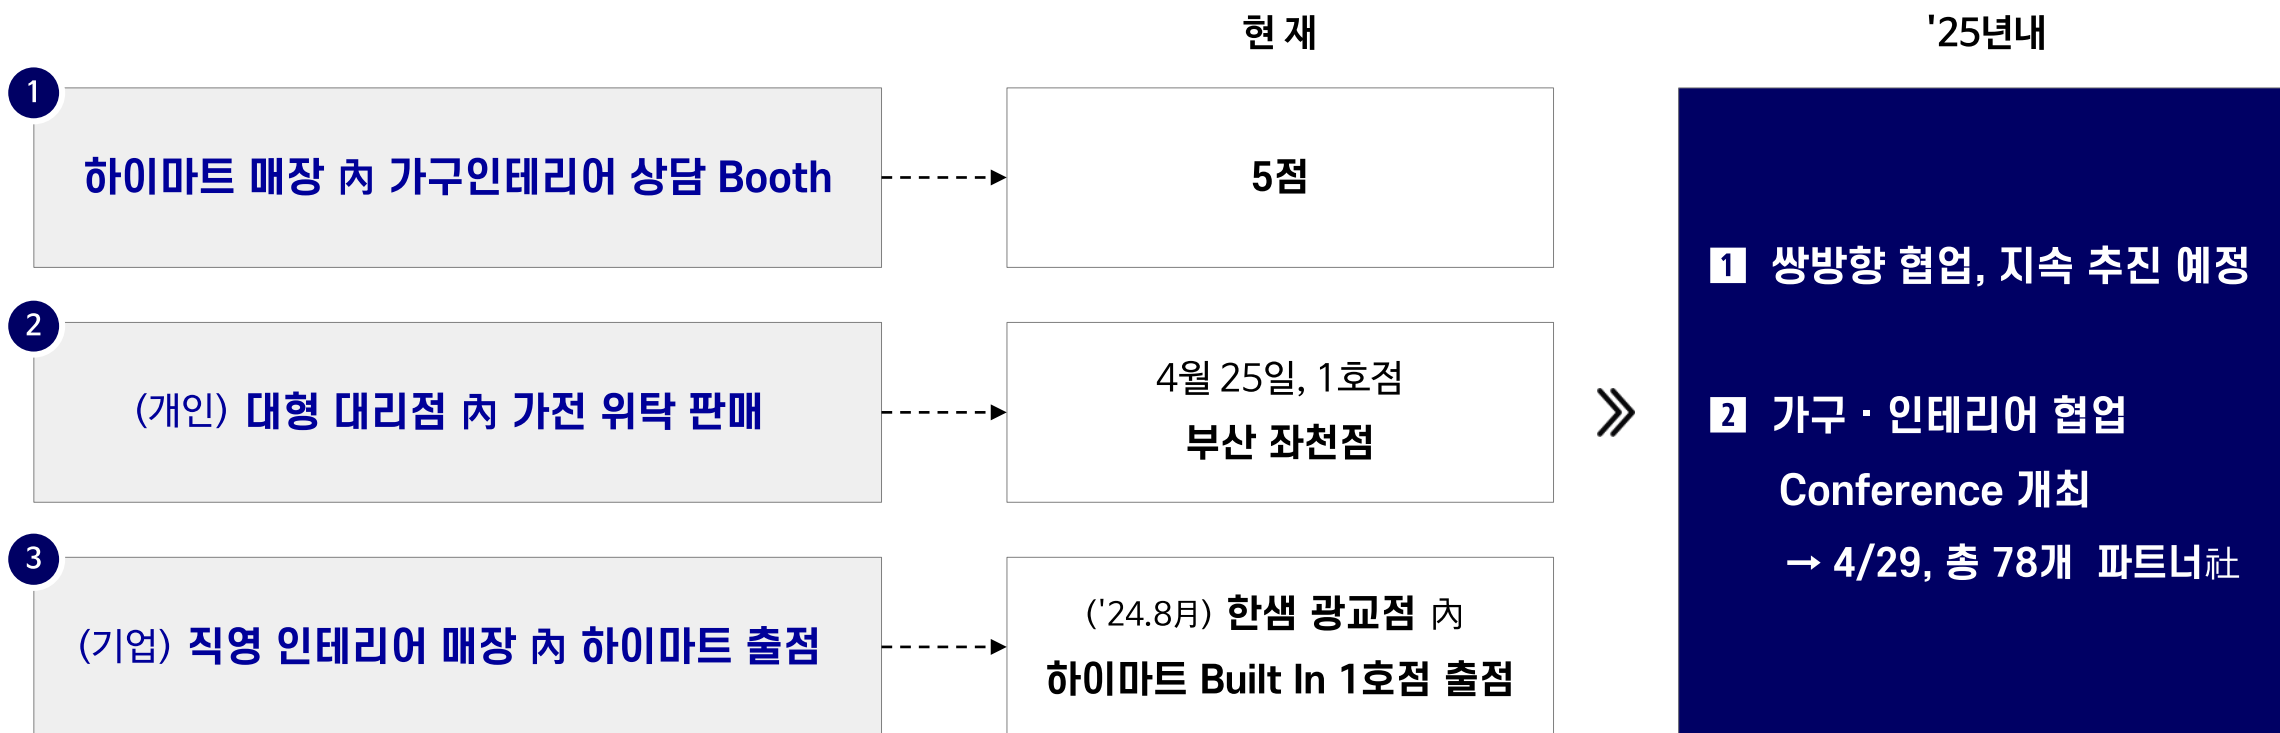 현 재
'25년내
1
하이마트 매장 內 가구인테리어 상담 Booth
5점
2
(개인) 대형 대리점 內 가전 위탁 판매
4월 25일, 1호점
부산 좌천점
3
(기업) 직영 인테리어 매장 內 하이마트 출점
('24.8月) 한샘 광교점 內
하이마트 Built In 1호점 출점
1 쌍방향 협업, 지속 추진 예정
2 가구 · 인테리어 협업
Conference 개최
→ 4/29, 총 78개 파트너社